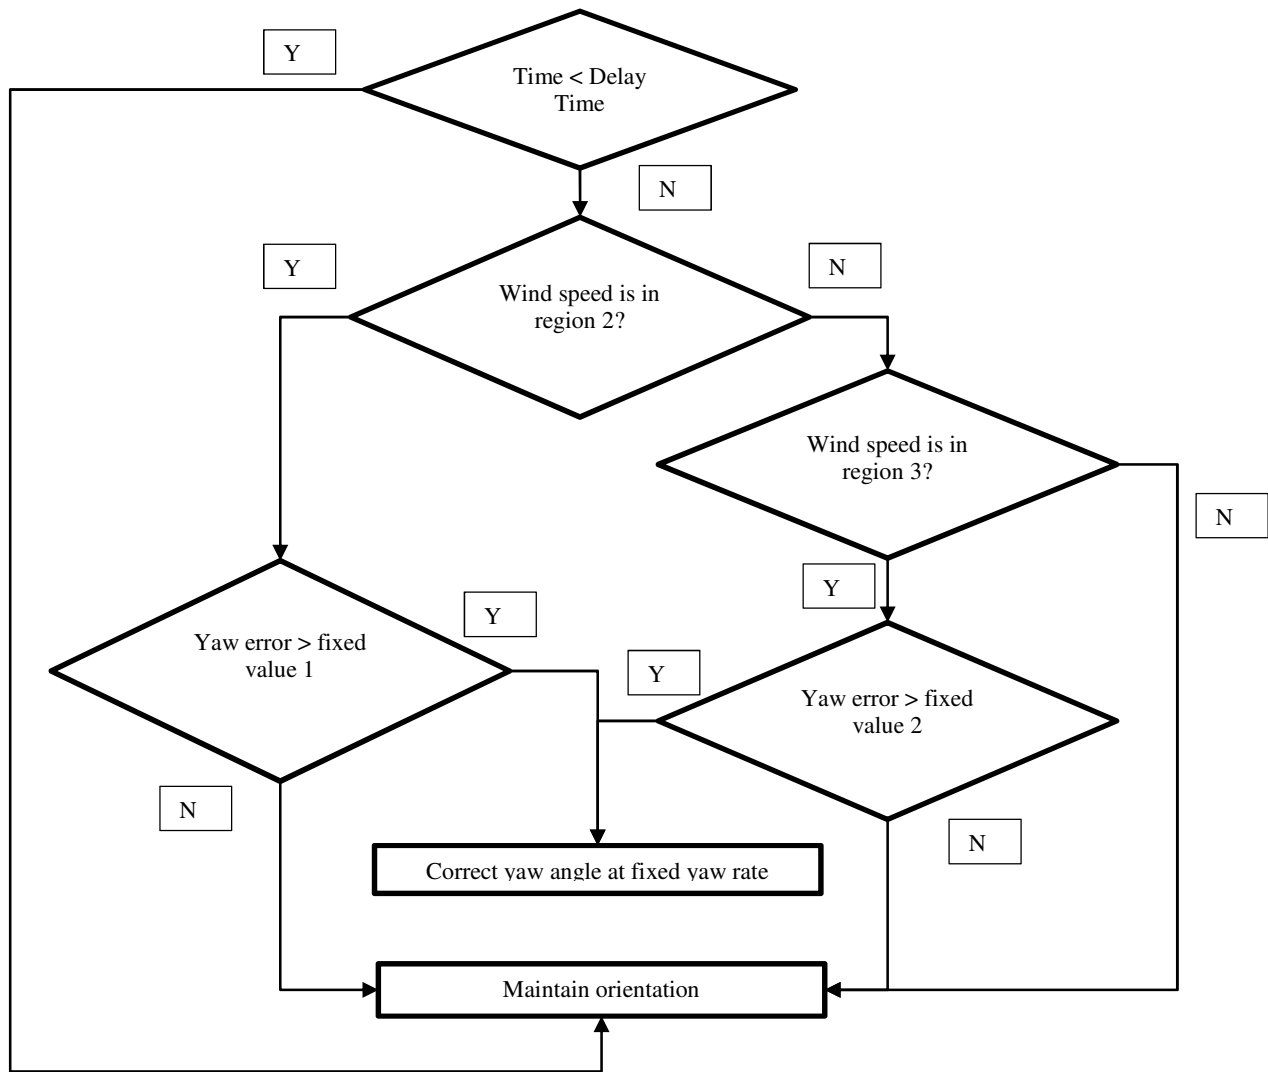 Y
Time < Delay
Time
N
Y
N
Wind speed is in
region 2?
Wind speed is in
region 3?
N
Y
Y
Yaw error > fixed
value 1
Y
Yaw error > fixed
value 2
N
N
Correct yaw angle at fixed yaw rate
Maintain orientation